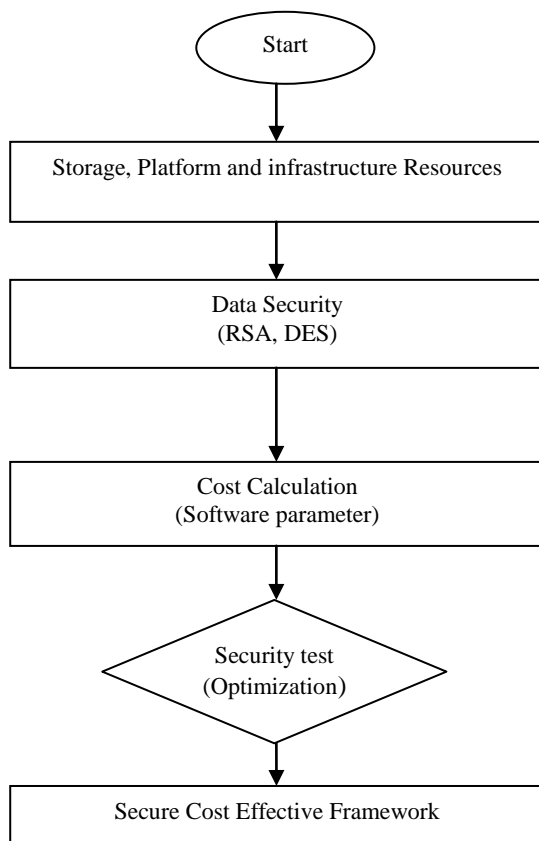 Start
Storage, Platform and infrastructure Resources
Data Security
(RSA, DES)
Cost Calculation
(Software parameter)
Security test
(Optimization)
Secure Cost Effective Framework